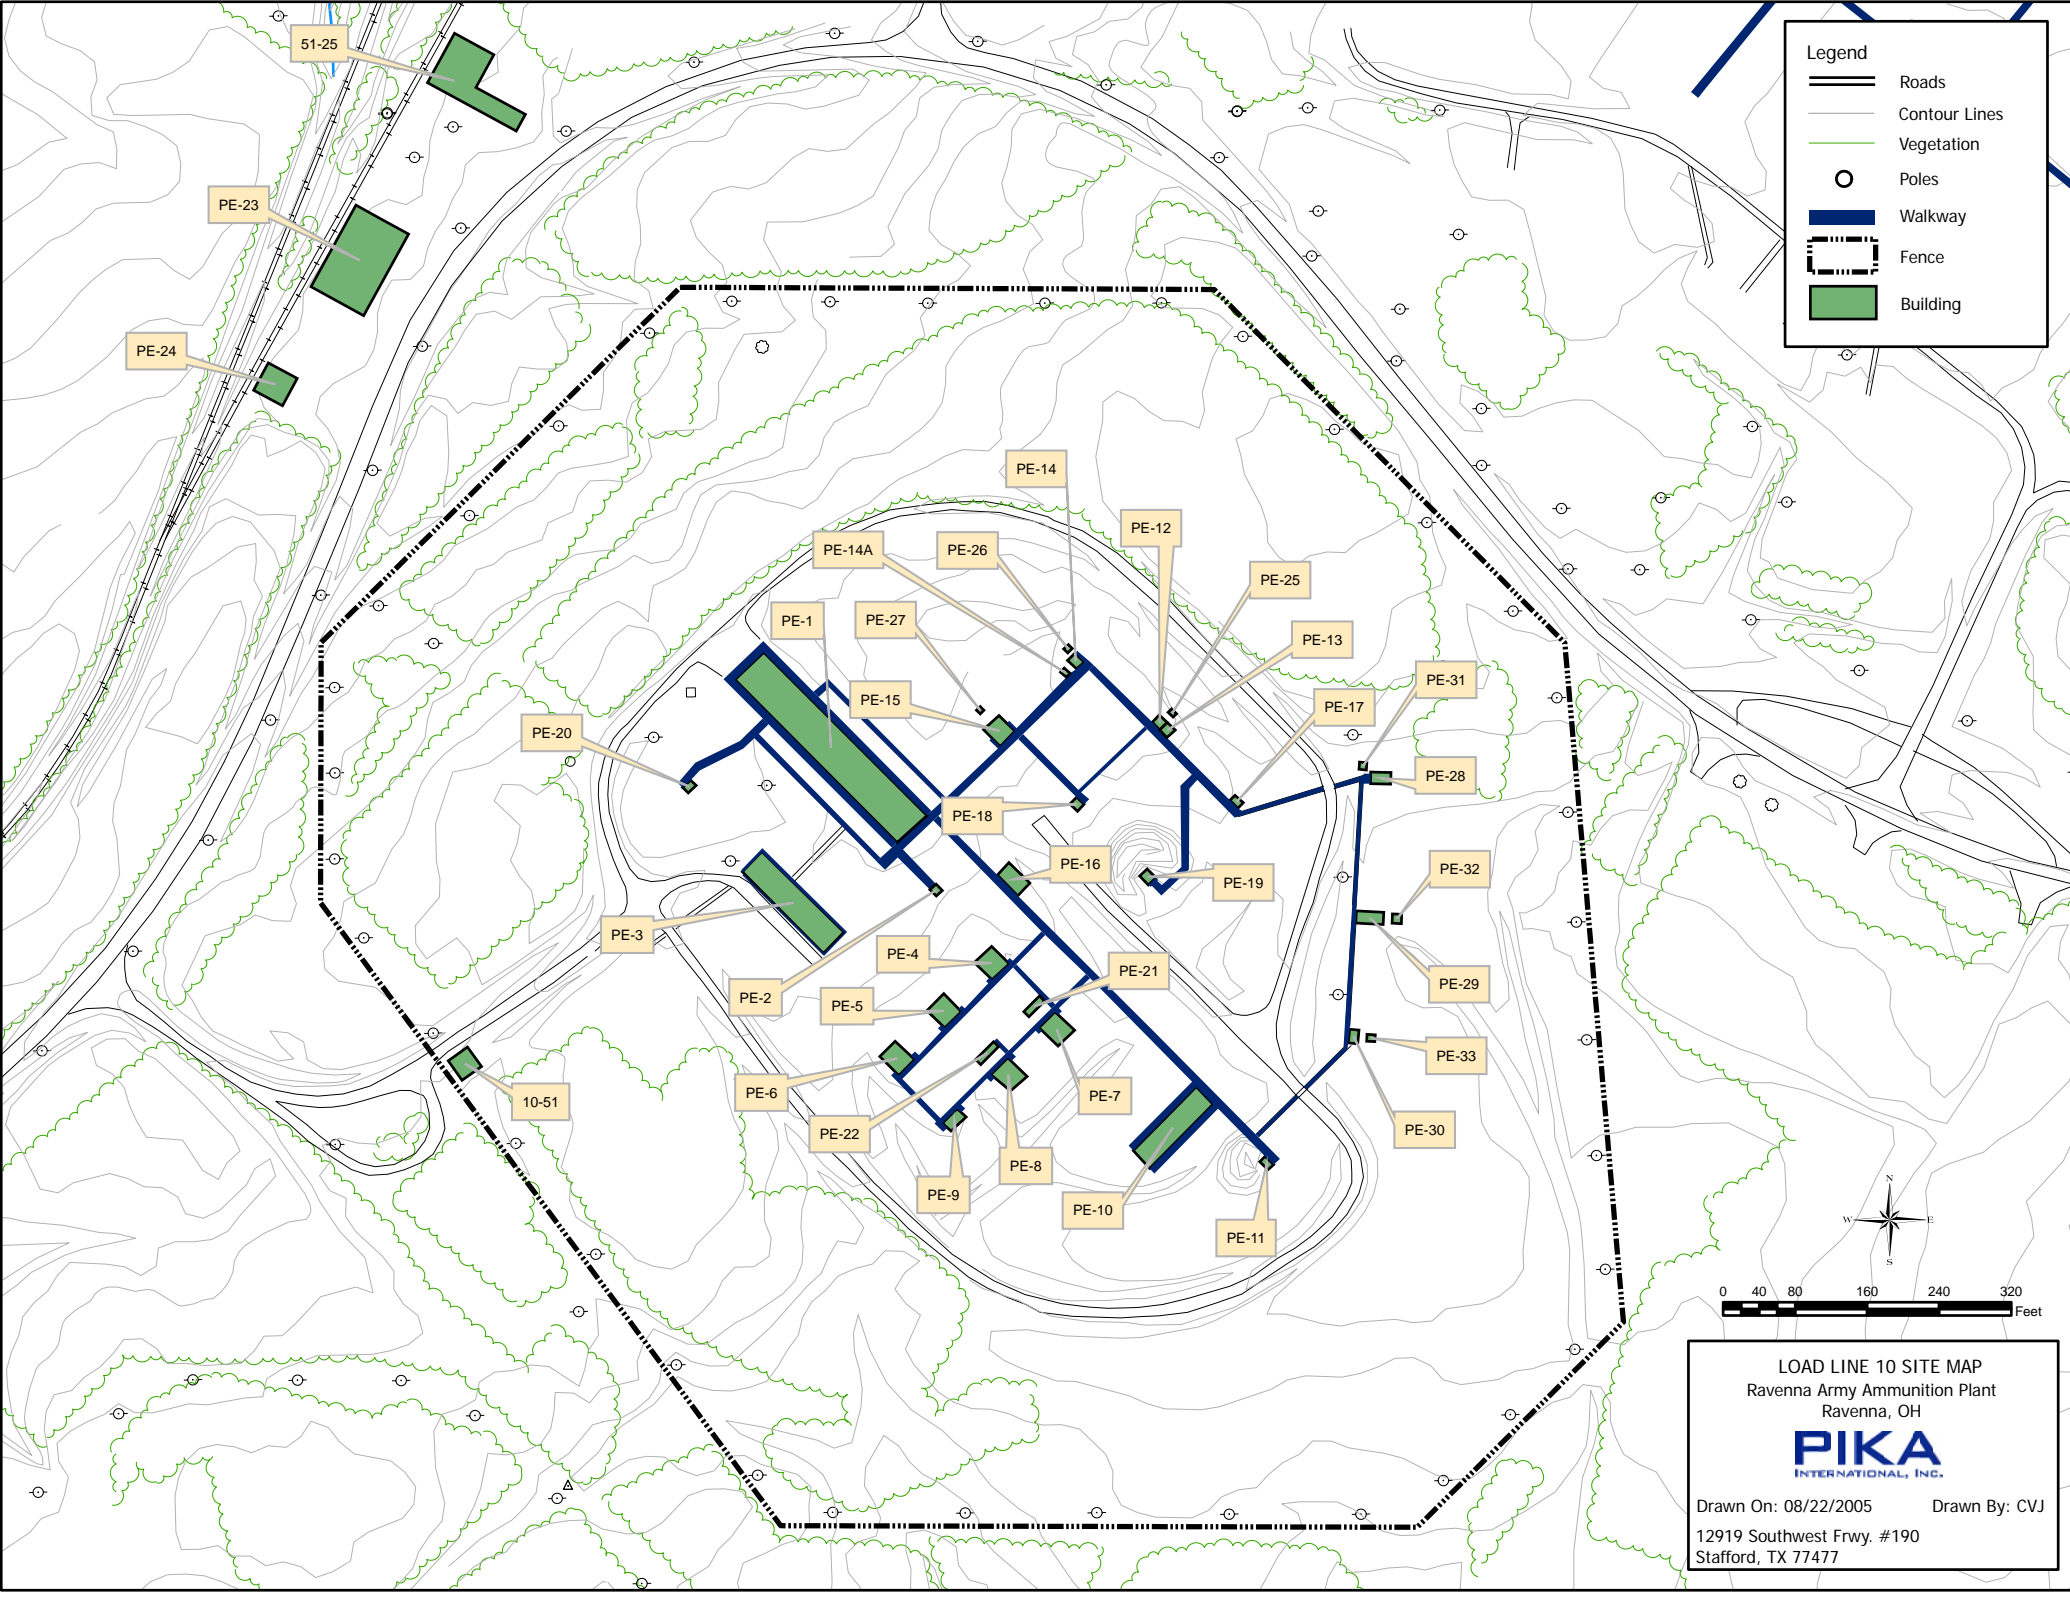 51-25
Legend
Roads
Contour Lines
Vegetation
Poles
Walkway
Fence
Building
PE-23
PE-24
PE-14
PE-12
PE-14A
PE-26
PE-25
PE-1
PE-27
PE-13
PE-31
PE-15
PE-17
PE-20
PE-28
PE-18
PE-16
PE-19
PE-32
PE-3
PE-4
PE-21
PE-29
PE-2
PE-5
PE-33
PE-6
PE-7
10-51
PE-22
PE-30
PE-8
PE-9
PE-10
PE-11
N
W E
S
0 40 80 160 240 320
Feet
LOAD LINE 10 SITE MAP
Ravenna Army Ammunition Plant
Ravenna, OH
PIKA
INTERNATIONAL, INC.
Drawn On: 08/22/2005 Drawn By: CVJ
12919 Southwest Frwy. #190
Stafford, TX 77477